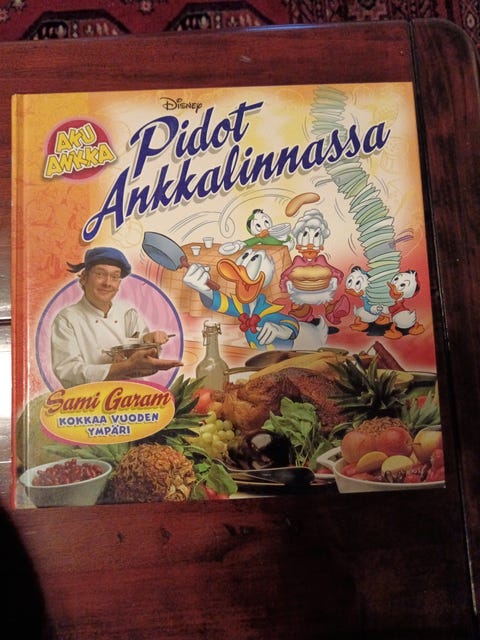 Disney
AKU
ANKKA
Pidot
Ankkalinnassa
Sami Garam
KOKKAA VUODEN
YMPÄRI